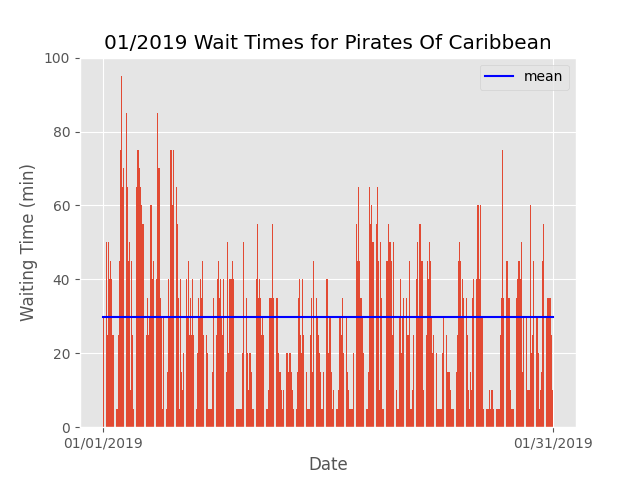 01/2019 Wait Times for Pirates Of Caribbean
mean
Waiting Time (min)
100
80
60
40
20
0
01/01/2019
01/31/2019
Date